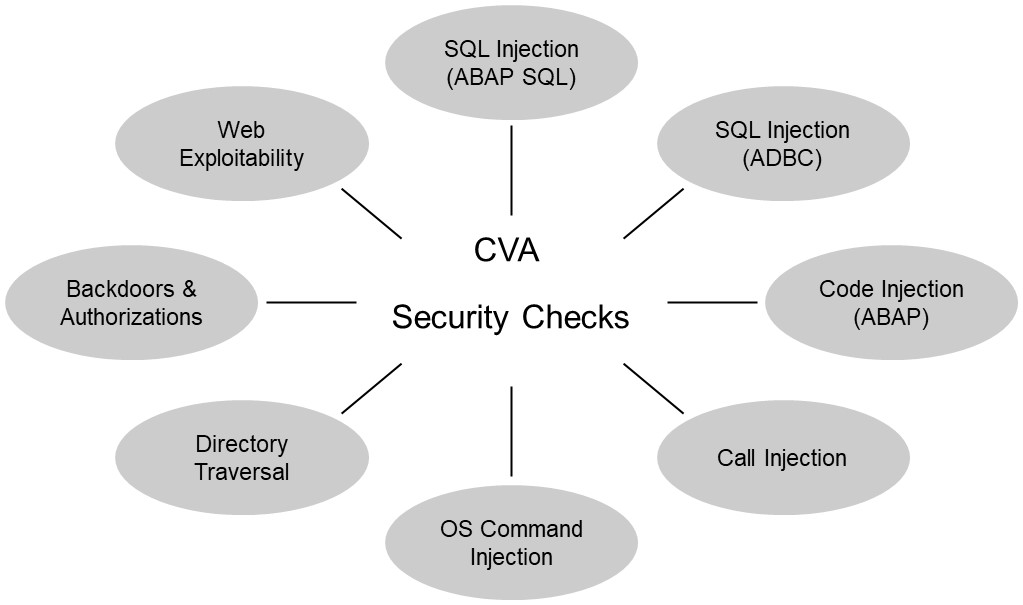 SQL Injection
(ABAP SQL)
Web
Exploitability
SQL Injection
(ADBC)
CVA
Security Checks
Backdoors &
Authorizations
Code Injection
(ABAP)
Directory
Traversal
Call Injection
OS Command
Injection